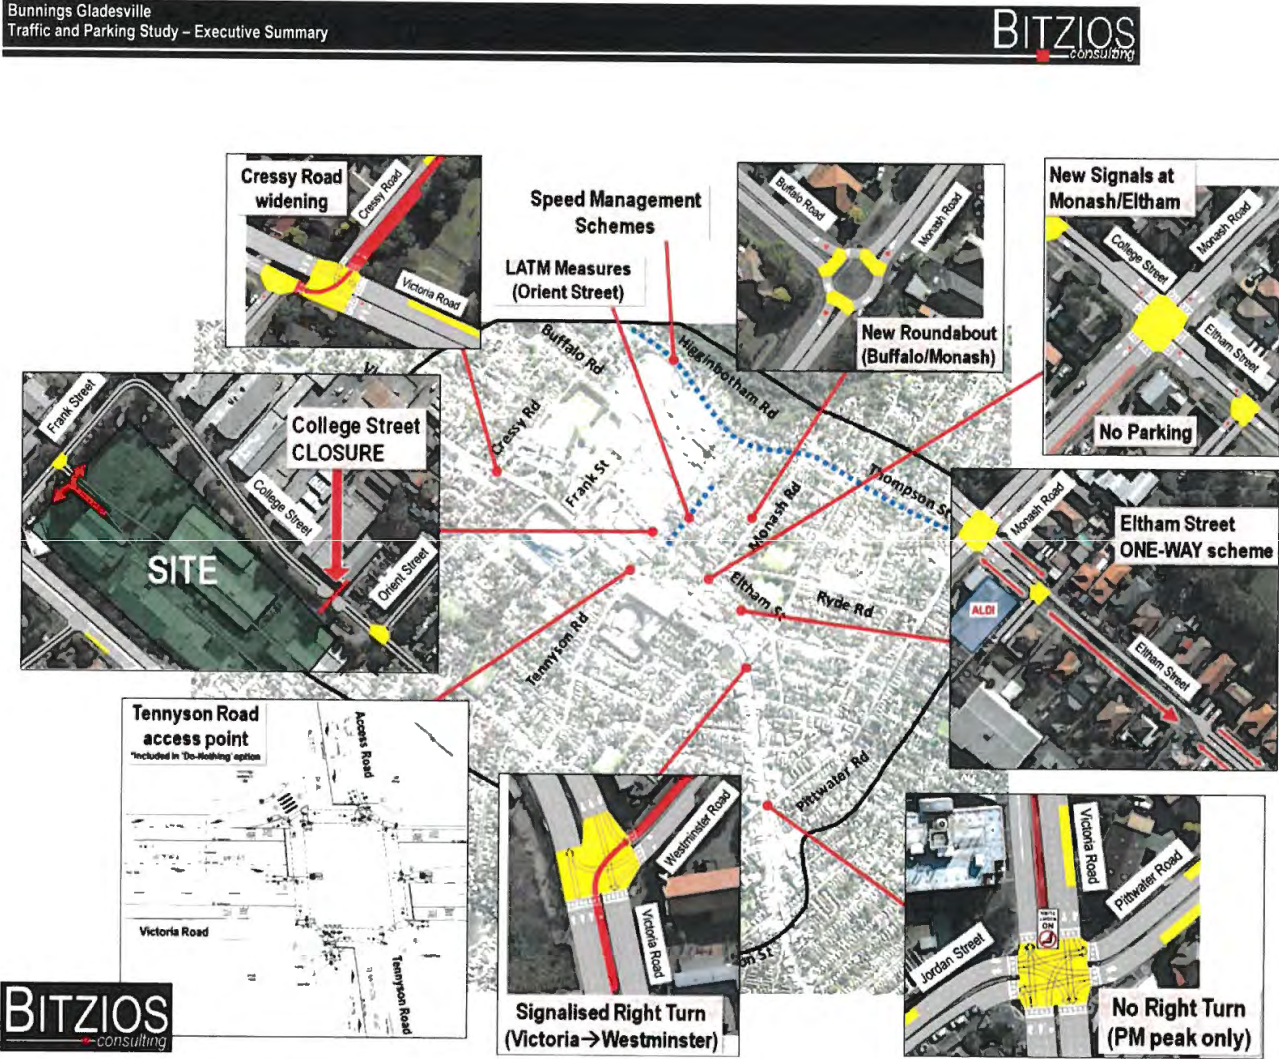 Bunnings Gladesville
Traffic and Parking Study – Executive Summary
BITZIOS
consulting
Cressy Road
widening
Cressy Road
Victoria Road
Speed Management
Schemes
LATM Measures
(Orient Street)
Buffalo Road
Monash Road
New Roundabout
(Buffalo/Monash)
New Signals at
Monash/Eltham
Monash Road
College Street
Eltham Street
No Parking
Frank Street
College Street
CLOSURE
College Street
Orient Street
SITE
Buffalo Rd
Higginbotham Rd
Cressy Rd
Frank St
Thompson St
Monash Rd
Eltham St
Ryde Rd
Tennyson Rd
Pittwater Rd
Monash Road
Eltham Street
ONE-WAY scheme
ALDI
Eltham Street
Tennyson Road
access point
*Included in 'Do-Nothing' option
Access Road
Victoria Road
Tennyson Road
Westminster Road
Victoria Road
Signalised Right Turn
(Victoria→Westminster)
Victoria Road
Pittwater Road
NO
RIGHT
TURN
Jordan Street
No Right Turn
(PM peak only)
BITZIOS
consulting